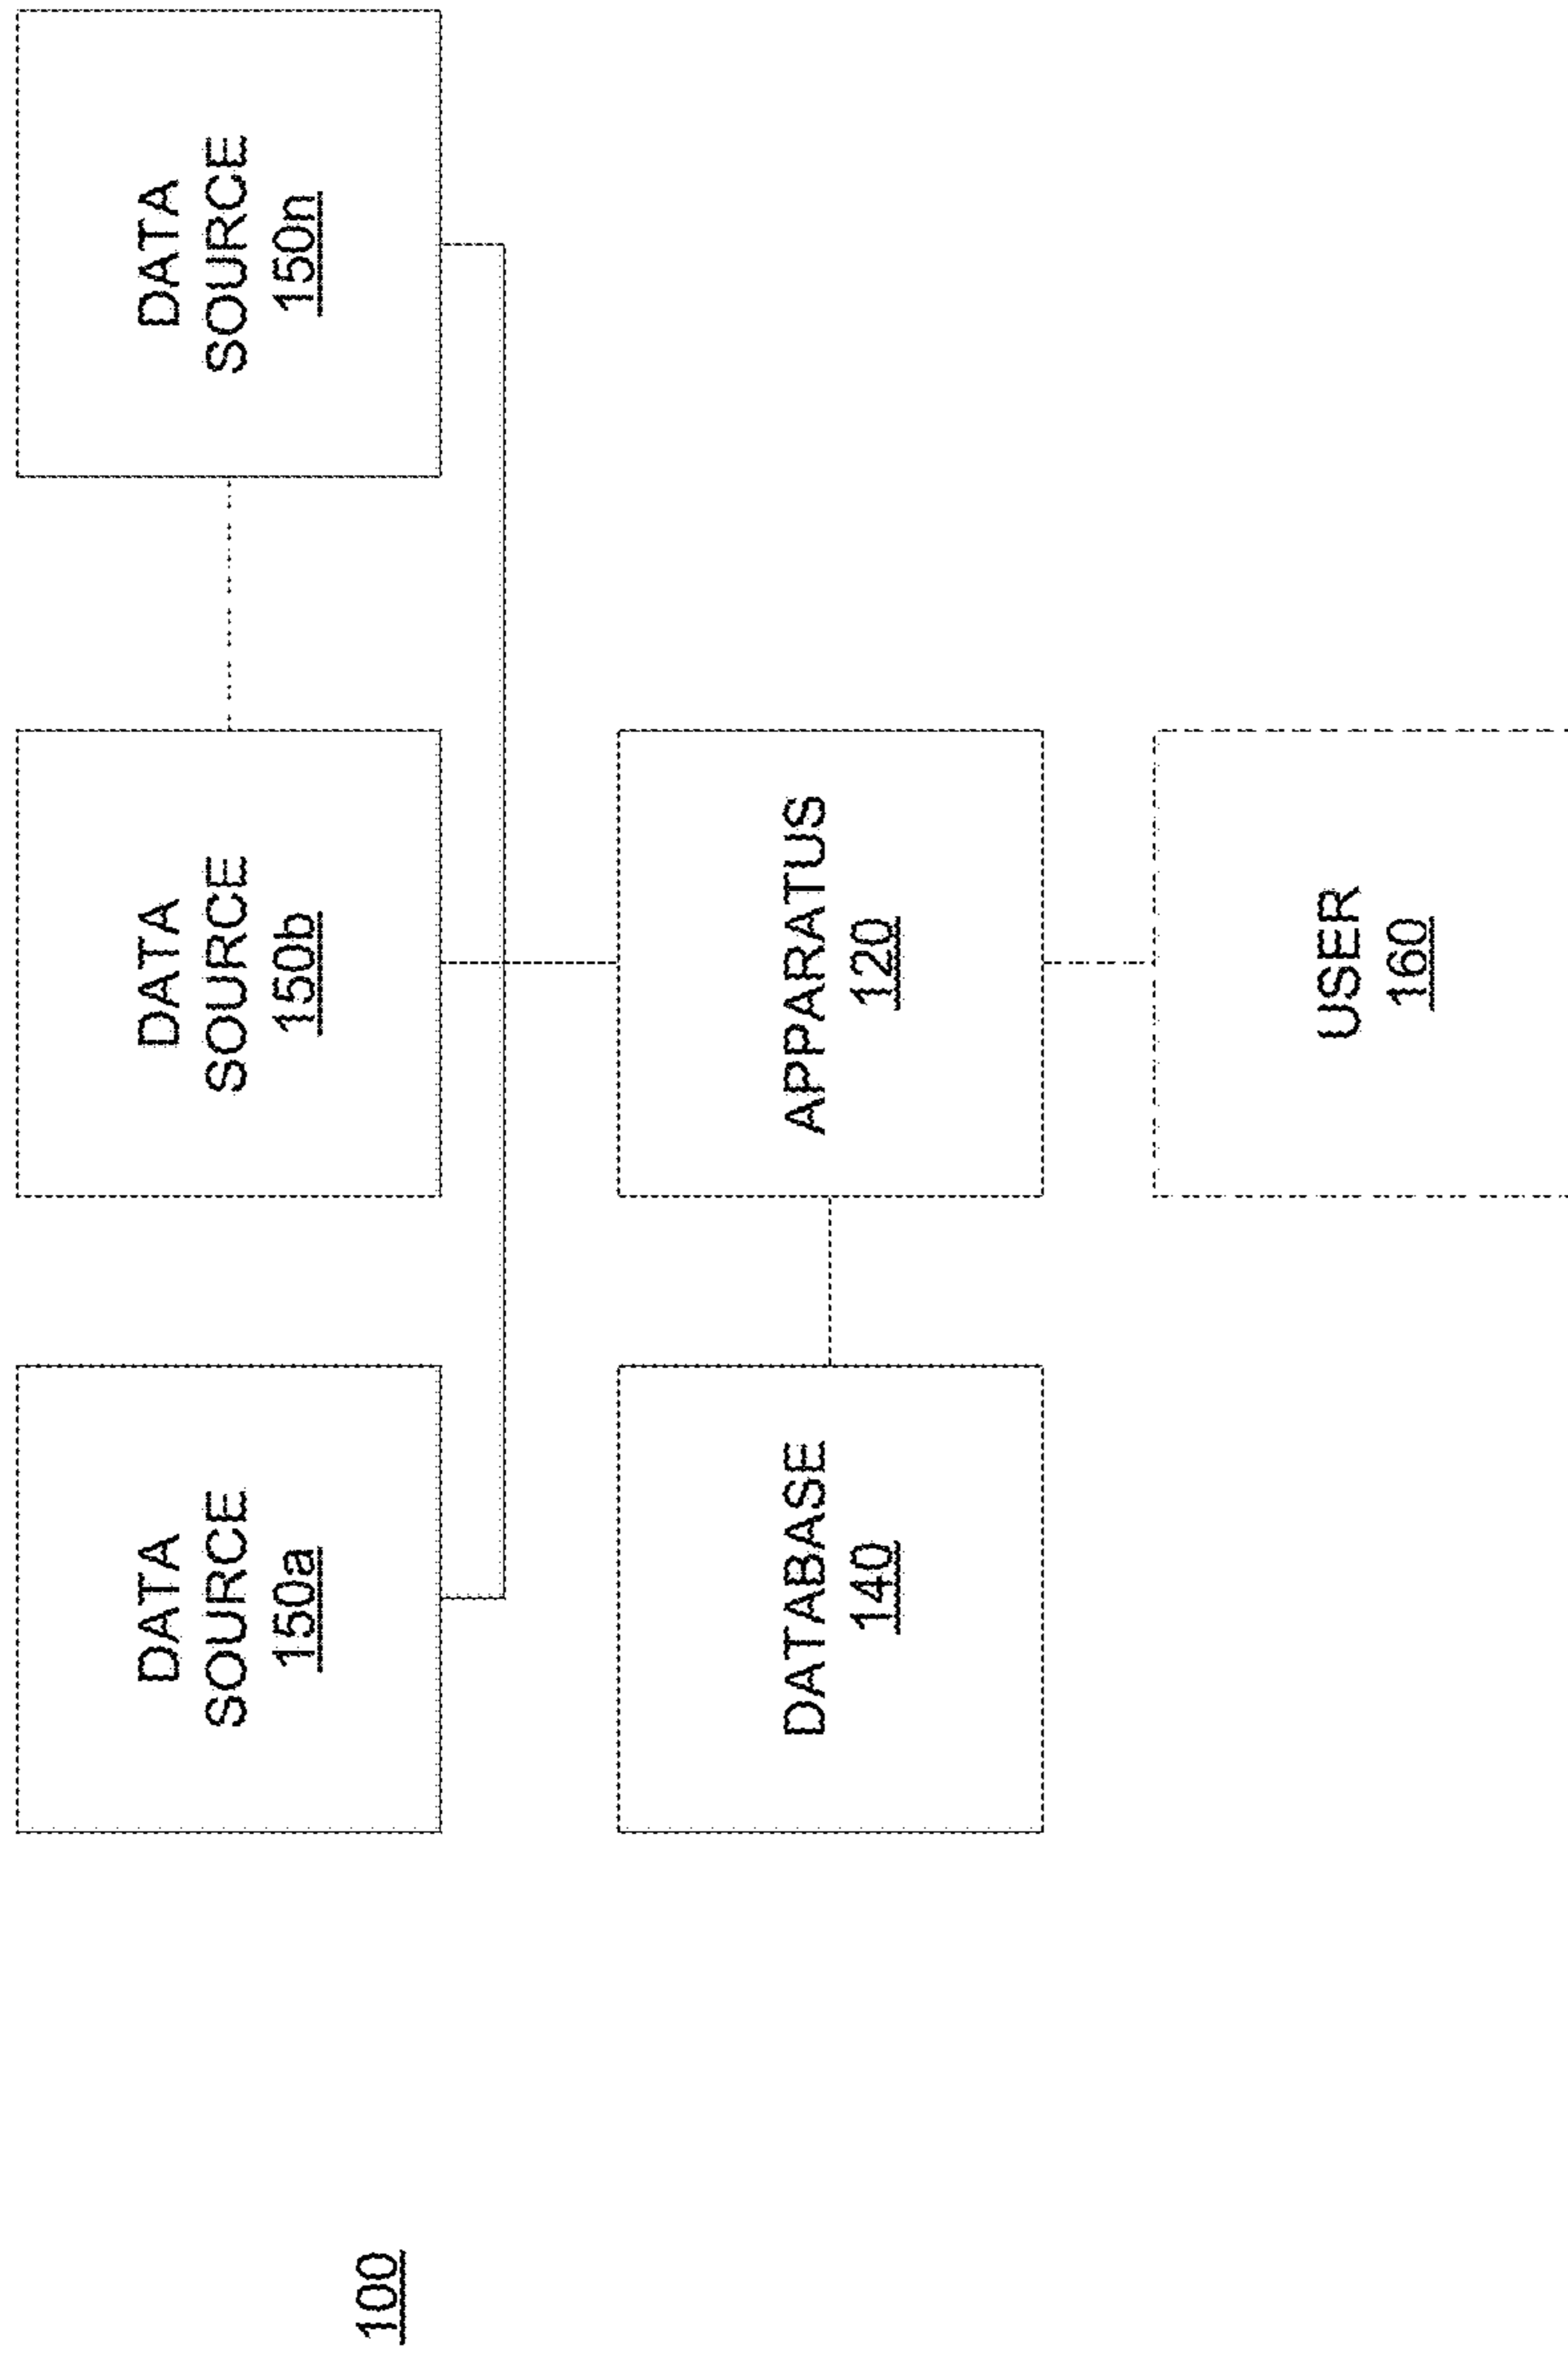 100
DATA
SOURCE
150a
DATA
SOURCE
150b
DATA
SOURCE
150n
DATABASE
140
APPARATUS
120
USER
160